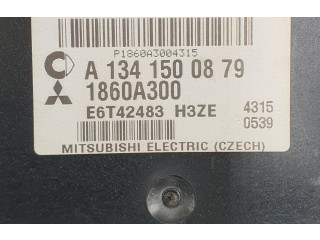 P1860A3004315
A 134 150 08 79
1860A300
E6T42483 H3ZE 4315
0539
MITSUBISHI ELECTRIC (CZECH)